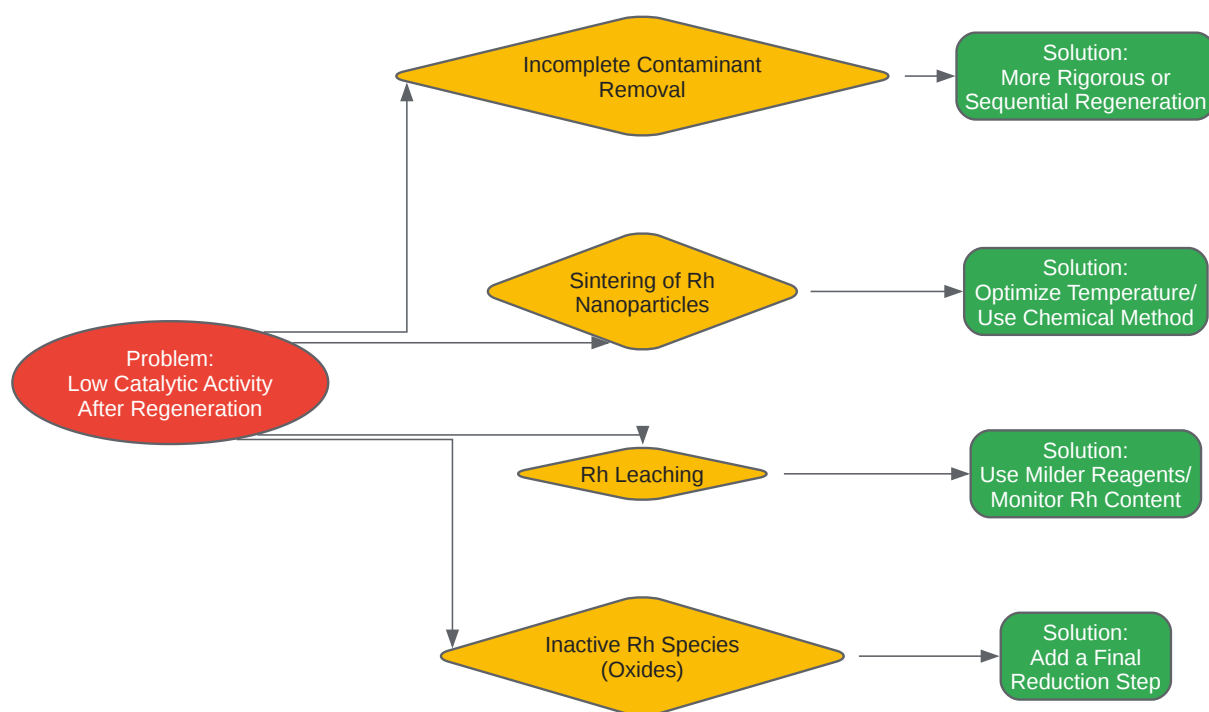 Incomplete Contaminant
Removal
Solution:
More Rigorous or
Sequential Regeneration
Sintering of Rh
Nanoparticles
Solution:
Optimize Temperature/
Use Chemical Method
Problem:
Low Catalytic Activity
After Regeneration
Rh Leaching
Solution:
Use Milder Reagents/
Monitor Rh Content
Inactive Rh Species
(Oxides)
Solution:
Add a Final
Reduction Step